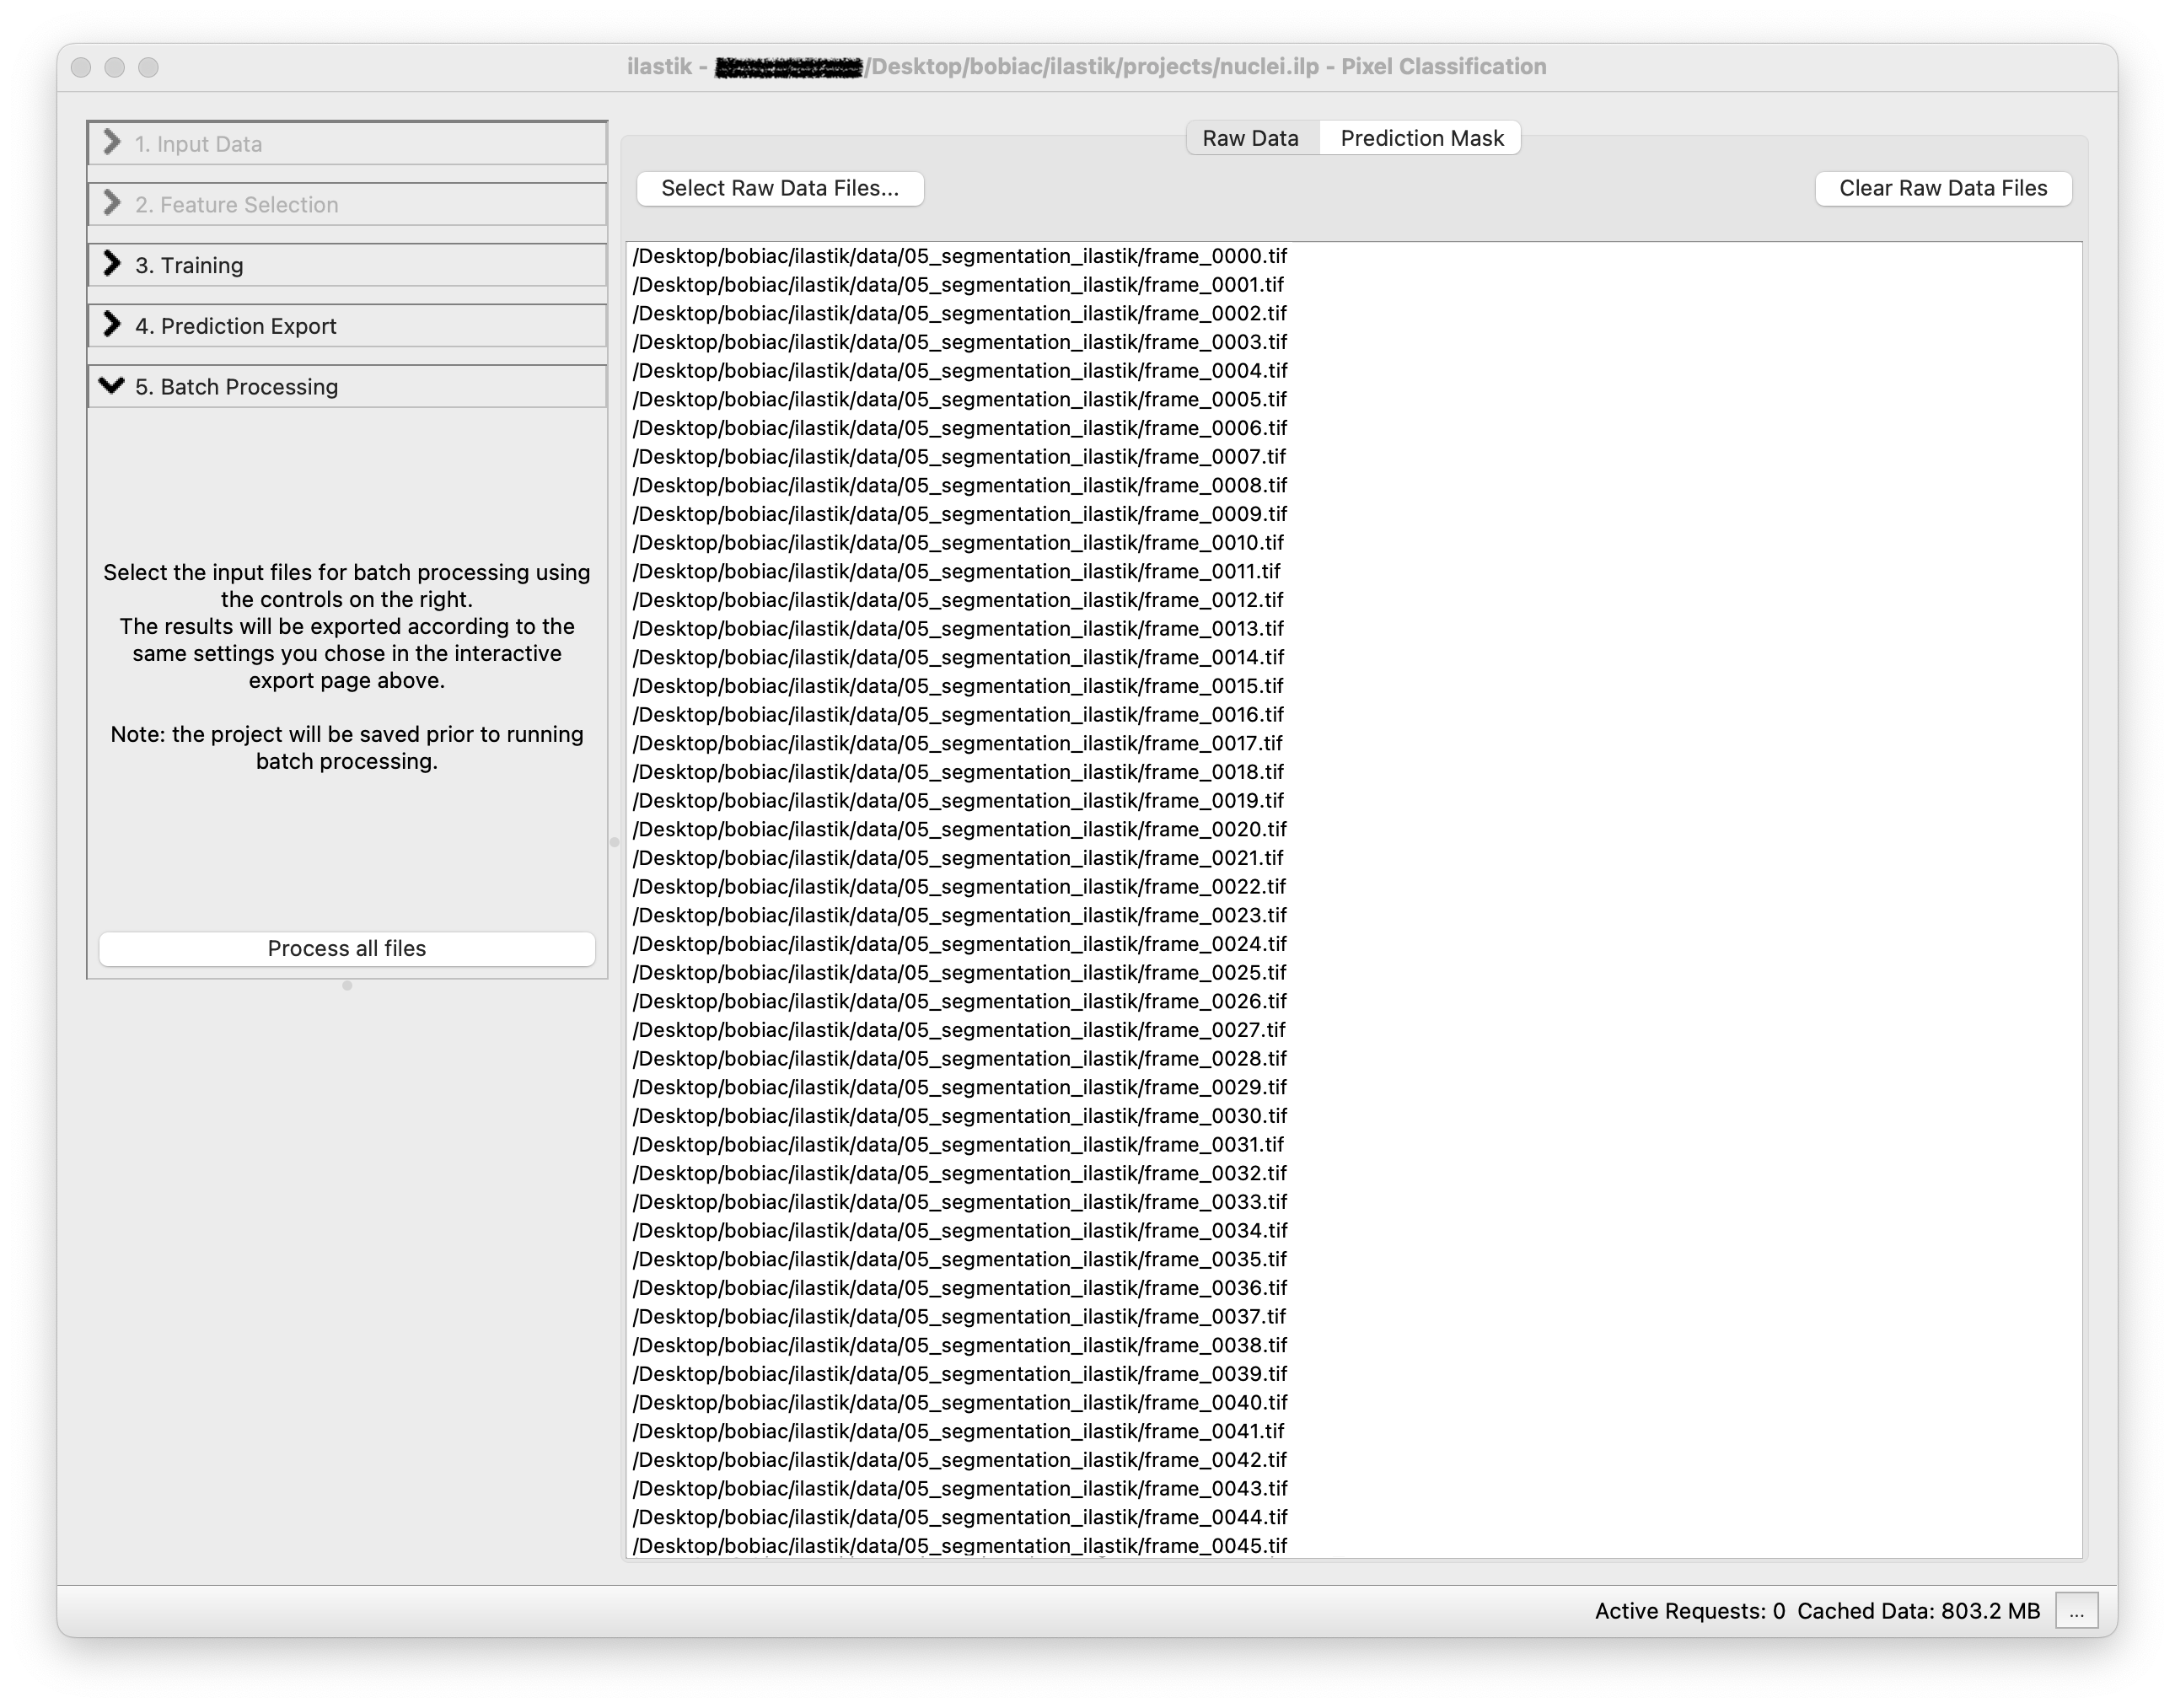 ilastik - /Desktop/bobiac/ilastik/projects/nuclei.ilp - Pixel Classification
1. Input Data
2. Feature Selection
3. Training
4. Prediction Export
5. Batch Processing
Select the input files for batch processing using
the controls on the right.
The results will be exported according to the
same settings you chose in the interactive
export page above.
Note: the project will be saved prior to running
batch processing.
Process all files
Raw Data Prediction Mask
Select Raw Data Files... Clear Raw Data Files
/Desktop/bobiac/ilastik/data/05_segmentation_ilastik/frame_0000.tif
/Desktop/bobiac/ilastik/data/05_segmentation_ilastik/frame_0001.tif
/Desktop/bobiac/ilastik/data/05_segmentation_ilastik/frame_0002.tif
/Desktop/bobiac/ilastik/data/05_segmentation_ilastik/frame_0003.tif
/Desktop/bobiac/ilastik/data/05_segmentation_ilastik/frame_0004.tif
/Desktop/bobiac/ilastik/data/05_segmentation_ilastik/frame_0005.tif
/Desktop/bobiac/ilastik/data/05_segmentation_ilastik/frame_0006.tif
/Desktop/bobiac/ilastik/data/05_segmentation_ilastik/frame_0007.tif
/Desktop/bobiac/ilastik/data/05_segmentation_ilastik/frame_0008.tif
/Desktop/bobiac/ilastik/data/05_segmentation_ilastik/frame_0009.tif
/Desktop/bobiac/ilastik/data/05_segmentation_ilastik/frame_0010.tif
/Desktop/bobiac/ilastik/data/05_segmentation_ilastik/frame_0011.tif
/Desktop/bobiac/ilastik/data/05_segmentation_ilastik/frame_0012.tif
/Desktop/bobiac/ilastik/data/05_segmentation_ilastik/frame_0013.tif
/Desktop/bobiac/ilastik/data/05_segmentation_ilastik/frame_0014.tif
/Desktop/bobiac/ilastik/data/05_segmentation_ilastik/frame_0015.tif
/Desktop/bobiac/ilastik/data/05_segmentation_ilastik/frame_0016.tif
/Desktop/bobiac/ilastik/data/05_segmentation_ilastik/frame_0017.tif
/Desktop/bobiac/ilastik/data/05_segmentation_ilastik/frame_0018.tif
/Desktop/bobiac/ilastik/data/05_segmentation_ilastik/frame_0019.tif
/Desktop/bobiac/ilastik/data/05_segmentation_ilastik/frame_0020.tif
/Desktop/bobiac/ilastik/data/05_segmentation_ilastik/frame_0021.tif
/Desktop/bobiac/ilastik/data/05_segmentation_ilastik/frame_0022.tif
/Desktop/bobiac/ilastik/data/05_segmentation_ilastik/frame_0023.tif
/Desktop/bobiac/ilastik/data/05_segmentation_ilastik/frame_0024.tif
/Desktop/bobiac/ilastik/data/05_segmentation_ilastik/frame_0025.tif
/Desktop/bobiac/ilastik/data/05_segmentation_ilastik/frame_0026.tif
/Desktop/bobiac/ilastik/data/05_segmentation_ilastik/frame_0027.tif
/Desktop/bobiac/ilastik/data/05_segmentation_ilastik/frame_0028.tif
/Desktop/bobiac/ilastik/data/05_segmentation_ilastik/frame_0029.tif
/Desktop/bobiac/ilastik/data/05_segmentation_ilastik/frame_0030.tif
/Desktop/bobiac/ilastik/data/05_segmentation_ilastik/frame_0031.tif
/Desktop/bobiac/ilastik/data/05_segmentation_ilastik/frame_0032.tif
/Desktop/bobiac/ilastik/data/05_segmentation_ilastik/frame_0033.tif
/Desktop/bobiac/ilastik/data/05_segmentation_ilastik/frame_0034.tif
/Desktop/bobiac/ilastik/data/05_segmentation_ilastik/frame_0035.tif
/Desktop/bobiac/ilastik/data/05_segmentation_ilastik/frame_0036.tif
/Desktop/bobiac/ilastik/data/05_segmentation_ilastik/frame_0037.tif
/Desktop/bobiac/ilastik/data/05_segmentation_ilastik/frame_0038.tif
/Desktop/bobiac/ilastik/data/05_segmentation_ilastik/frame_0039.tif
/Desktop/bobiac/ilastik/data/05_segmentation_ilastik/frame_0040.tif
/Desktop/bobiac/ilastik/data/05_segmentation_ilastik/frame_0041.tif
/Desktop/bobiac/ilastik/data/05_segmentation_ilastik/frame_0042.tif
/Desktop/bobiac/ilastik/data/05_segmentation_ilastik/frame_0043.tif
/Desktop/bobiac/ilastik/data/05_segmentation_ilastik/frame_0044.tif
/Desktop/bobiac/ilastik/data/05_segmentation_ilastik/frame_0045.tif
Active Requests: 0 Cached Data: 803.2 MB ...